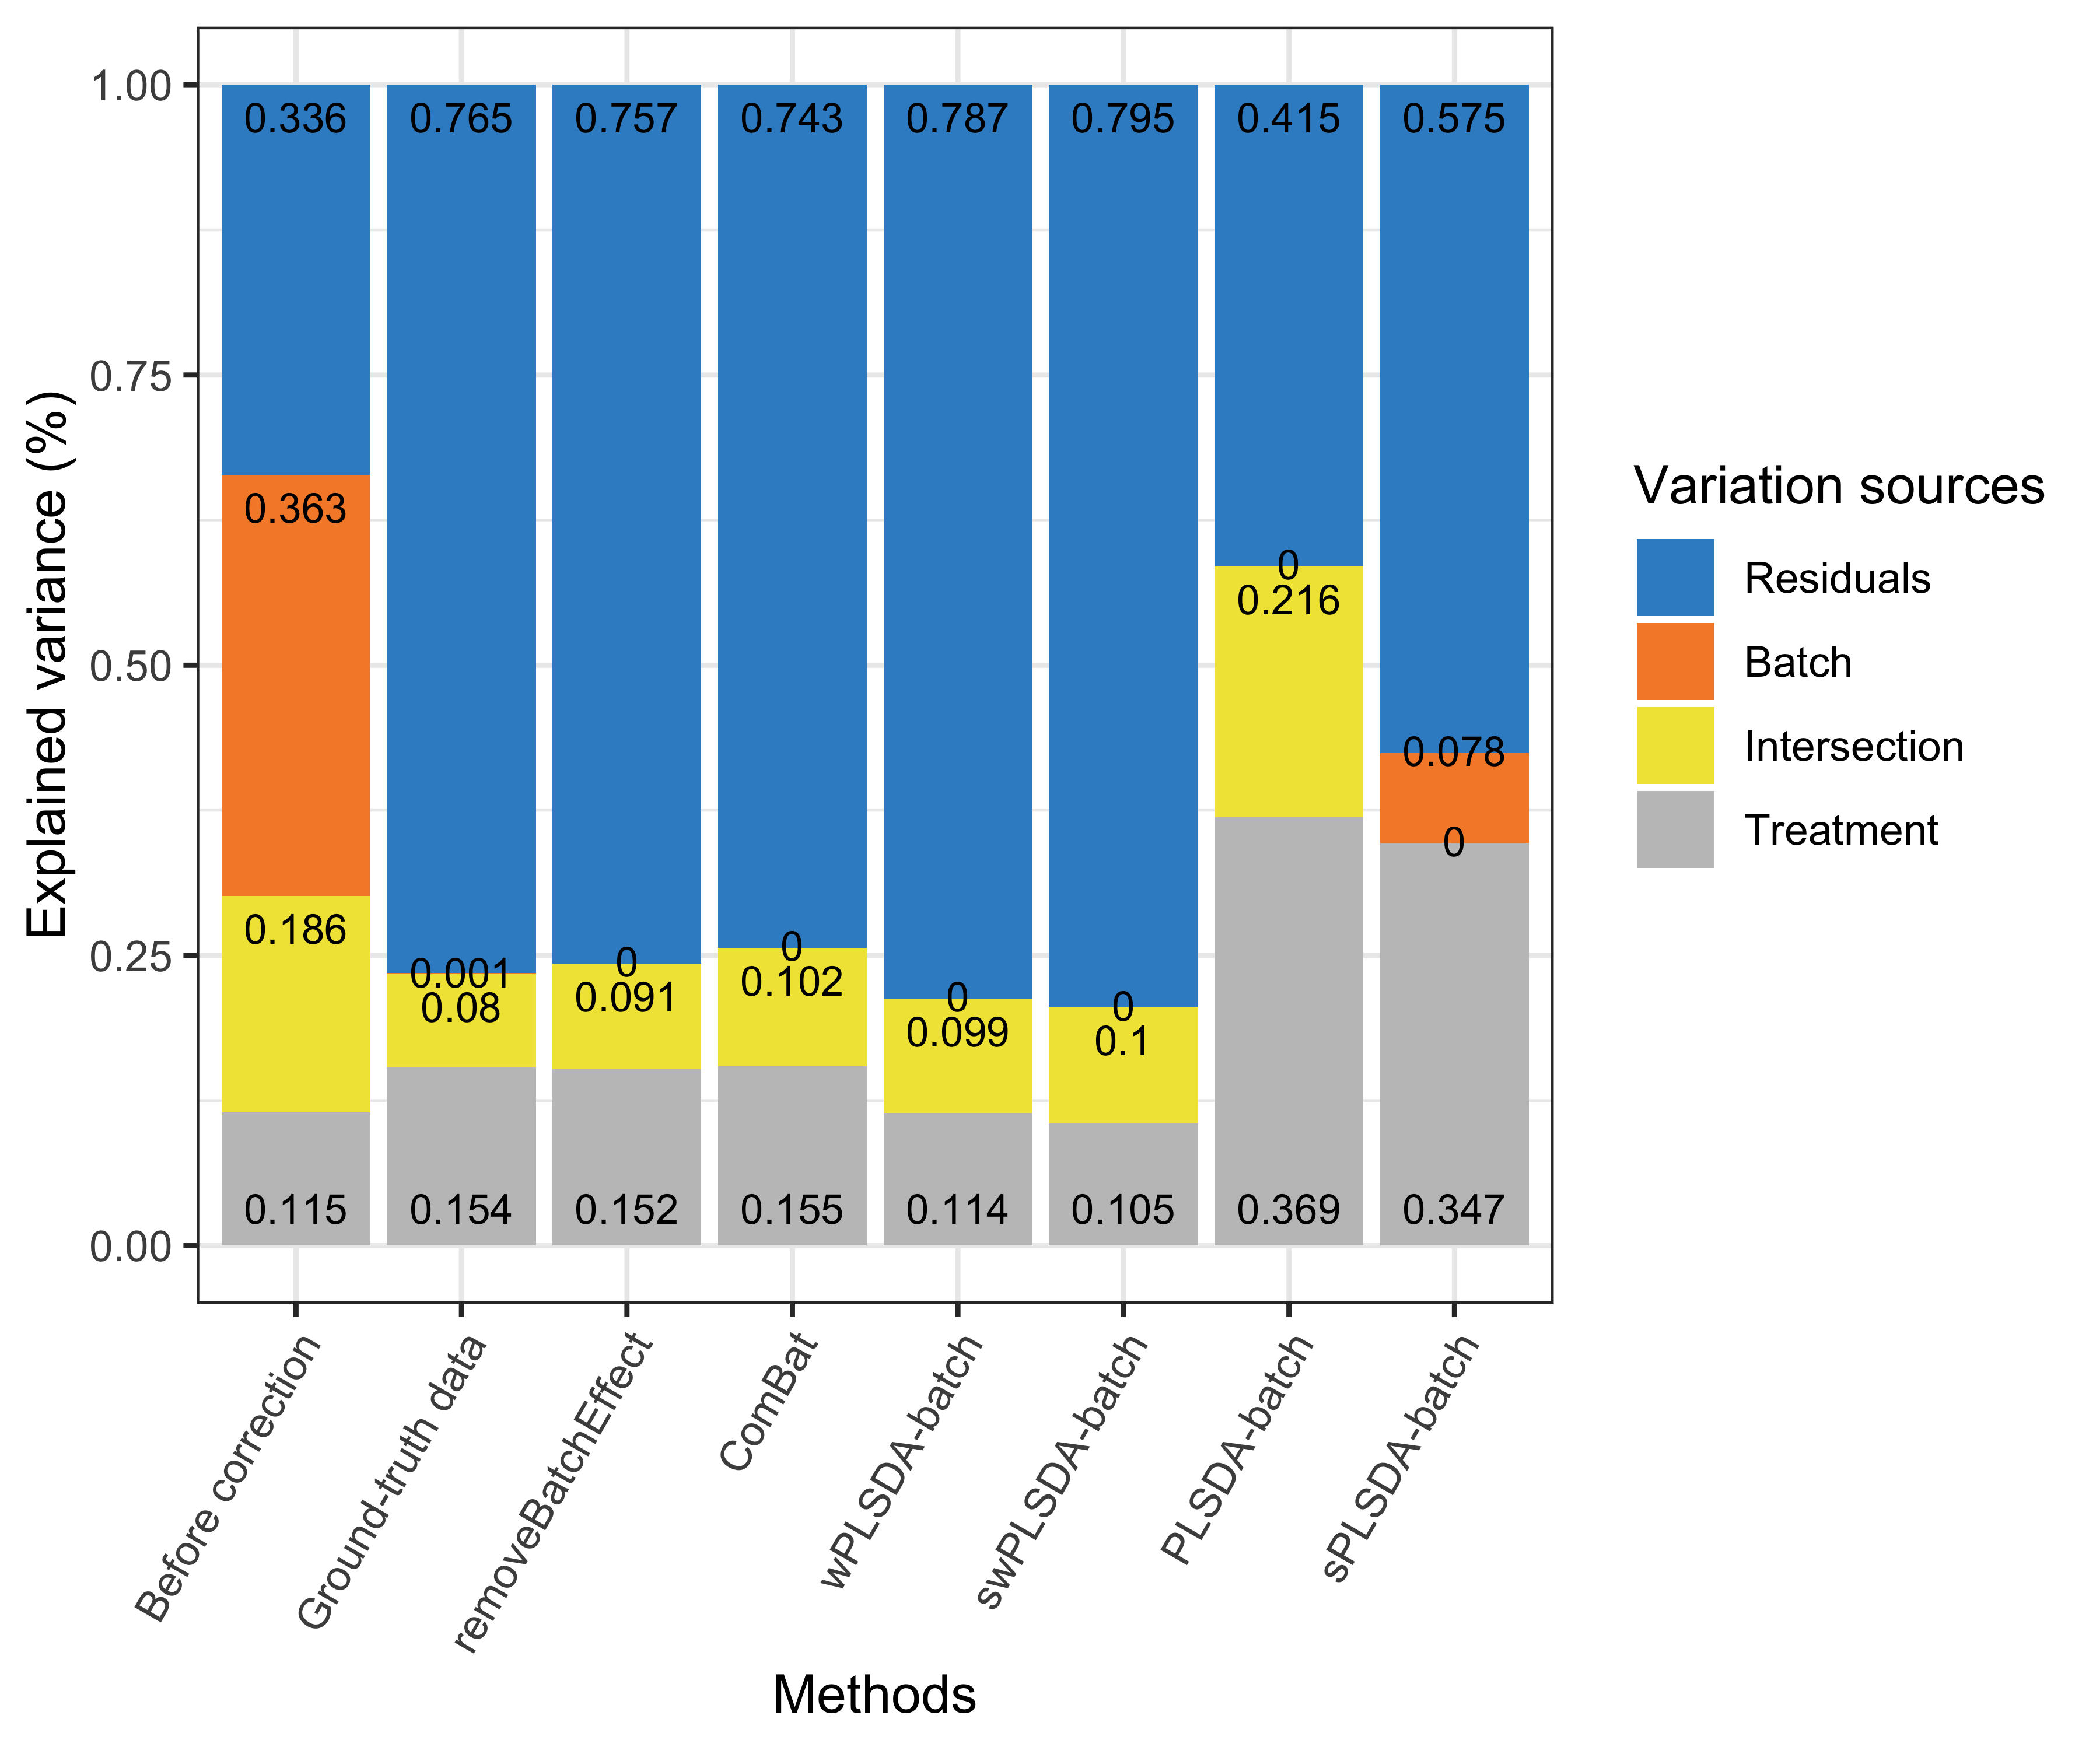 Explained variance (%)
1.00
0.75
0.50
0.25
0.00
0.336 0.765 0.757 0.743 0.787 0.795 0.415 0.575
0.363
0
0.216
0.078
0
0.186
0.001 0 0 0 0
0.08 0.091 0.102 0.099 0.1
0.115 0.154 0.152 0.155 0.114 0.105 0.369 0.347
Before correction
Ground-truth data
removeBatchEffect
ComBat
wPLSDA-batch
swPLSDA-batch
PLSDA-batch
sPLSDA-batch
Methods
Variation sources
Residuals
Batch
Intersection
Treatment